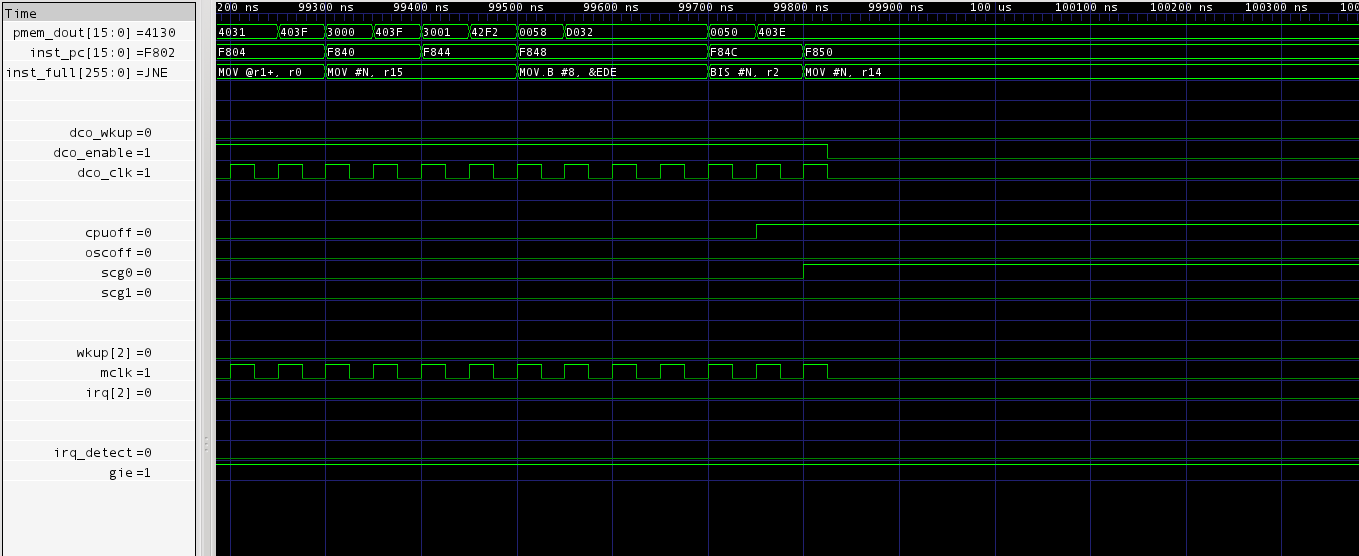 Time 200 ns 99300 ns 99400 ns 99500 ns 99600 ns 99700 ns 99800 ns 99900 ns 100 us 100100 ns 100200 ns 100300 ns 100
pmem_dout[15:0] =4130 4031 403F 3000 403F 3001 42F2 0058 D032 0050 403E
inst_pc[15:0] =F802 F804 F840 F844 F848 F84C F850
inst_full[255:0] =JNE MOV @r1+, r0 MOV #N, r15 MOV.B #8, &EDE BIS #N, r2 MOV #N, r14
dco_wkup =0
dco_enable =1
dco_clk =1
cpuoff =0
oscoff =0
scg0 =0
scg1 =0
wkup[2] =0
mclk =1
irq[2] =0
irq_detect =0
gie =1